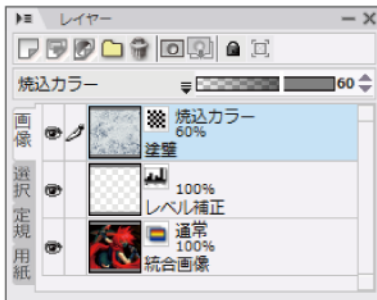 レイヤー
焼込カラー
60
画像
焼込カラー
60%
塗壁
選択
100%
レベル補正
定規
通常
100%
統合画像
用紙